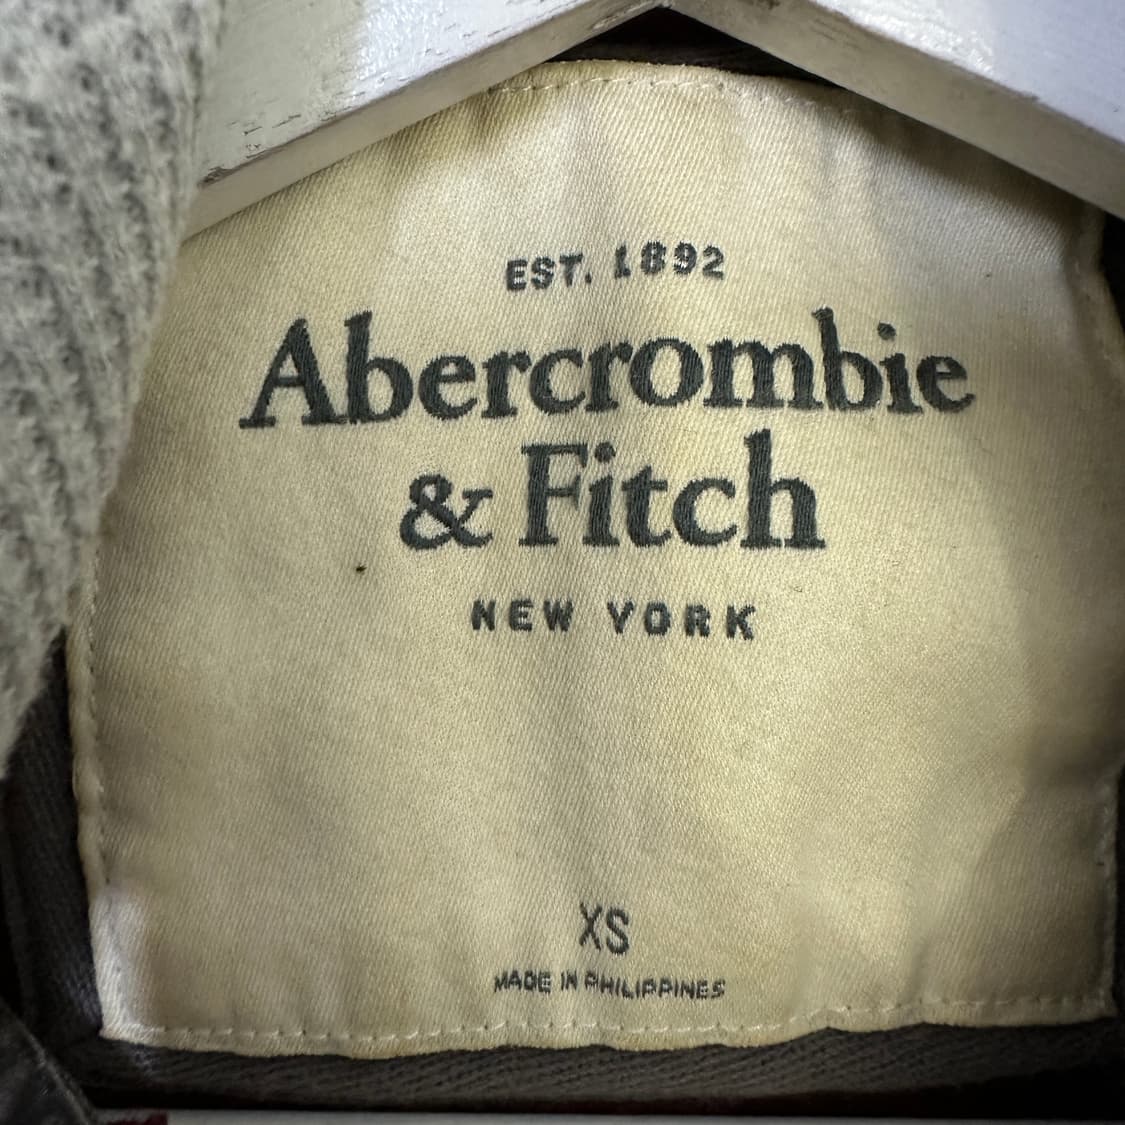 EST. 1892
Abercrombie
& Fitch
NEW YORK
XS
MADE IN PHILIPPINES